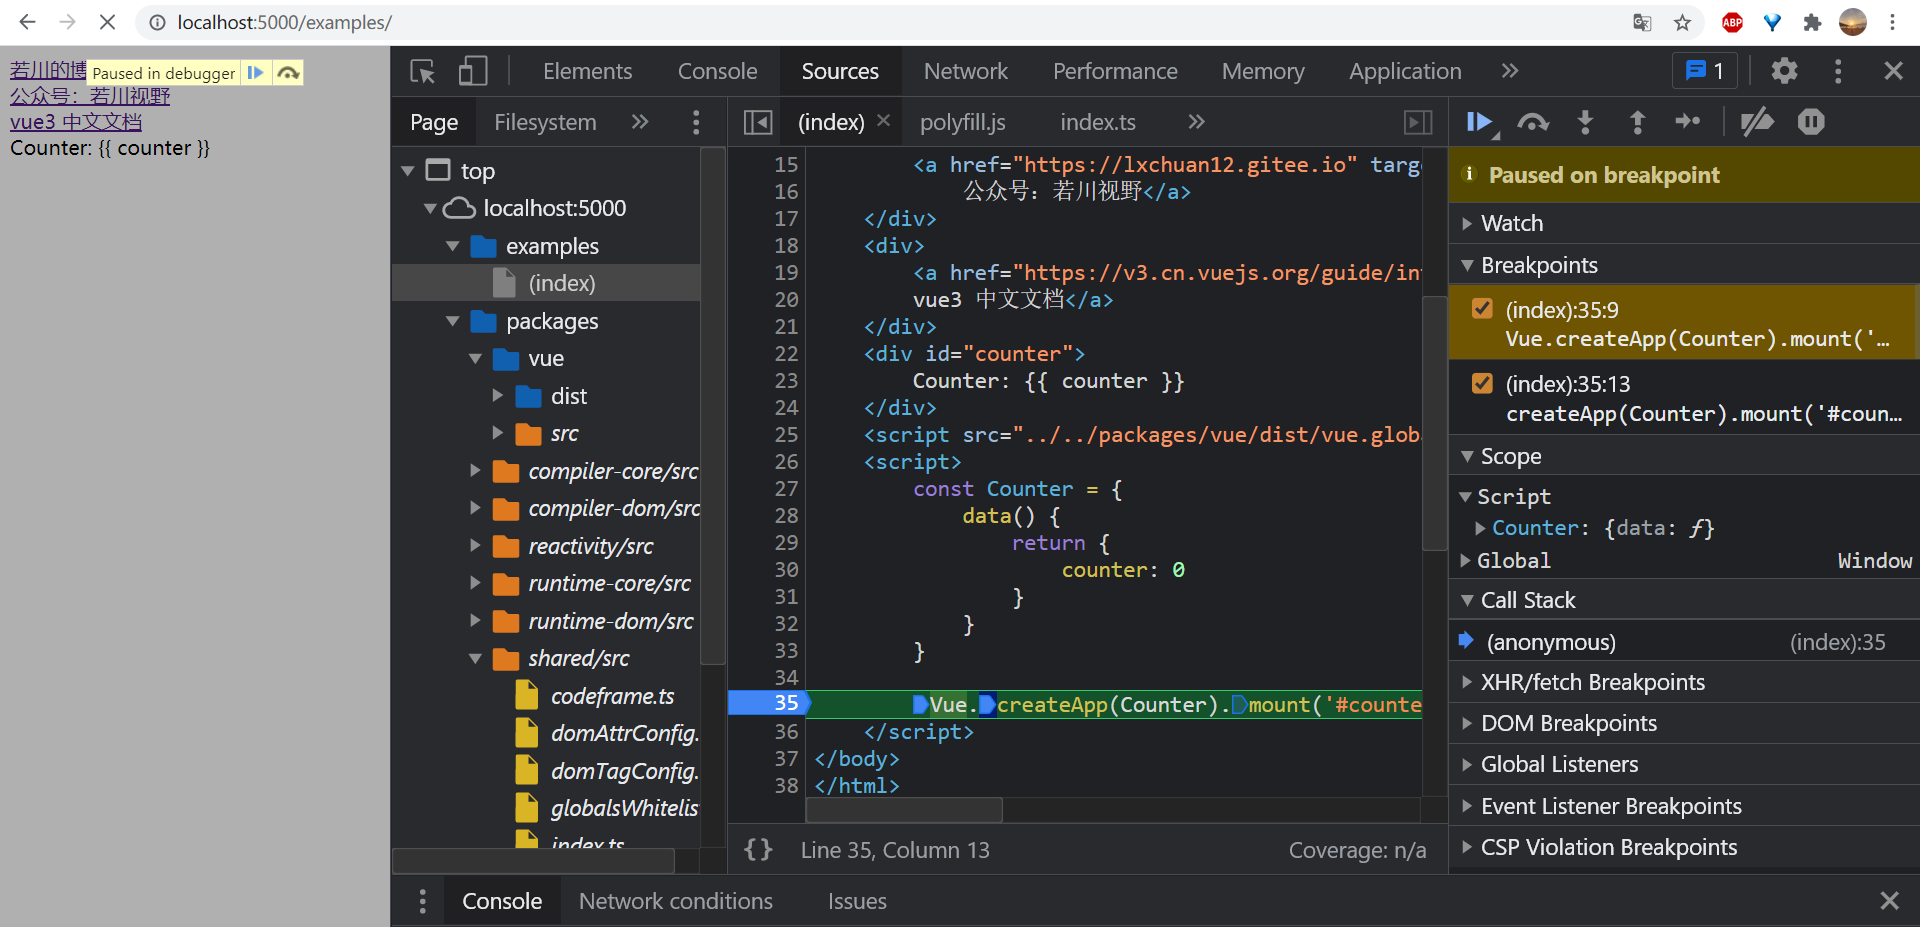 localhost:5000/examples/
ABP
若川的博
Paused in debugger
公众号：若川视野
vue3 中文文档
Counter: {{ counter }}
Elements Console Sources Network Performance Memory Application » 1
Page Filesystem »
(index) × polyfill.js index.ts »
top
localhost:5000
examples
(index)
packages
vue
dist
src
compiler-core/src
compiler-dom/src
reactivity/src
runtime-core/src
runtime-dom/src
shared/src
codeframe.ts
domAttrConfig.
domTagConfig.
globalsWhitelis
index.ts
15 <a href="https://lxchuan12.gitee.io" targe
16 公众号：若川视野</a>
17 </div>
18 <div>
19 <a href="https://v3.cn.vuejs.org/guide/in
20 vue3 中文文档</a>
21 </div>
22 <div id="counter">
23 Counter: {{ counter }}
24 </div>
25 <script src="../../packages/vue/dist/vue.globa
26 <script>
27 const Counter = {
28 data() {
29 return {
30 counter: 0
31 }
32 }
33 }
34
35 Vue.createApp(Counter).mount('#counte
36 </script>
37 </body>
38 </html>
{} Line 35, Column 13 Coverage: n/a
Paused on breakpoint
Watch
Breakpoints
(index):35:9
Vue.createApp(Counter).mount('…
(index):35:13
createApp(Counter).mount('#coun…
Scope
Script
Counter: {data: ƒ}
Global Window
Call Stack
(anonymous) (index):35
XHR/fetch Breakpoints
DOM Breakpoints
Global Listeners
Event Listener Breakpoints
CSP Violation Breakpoints
Console Network conditions Issues